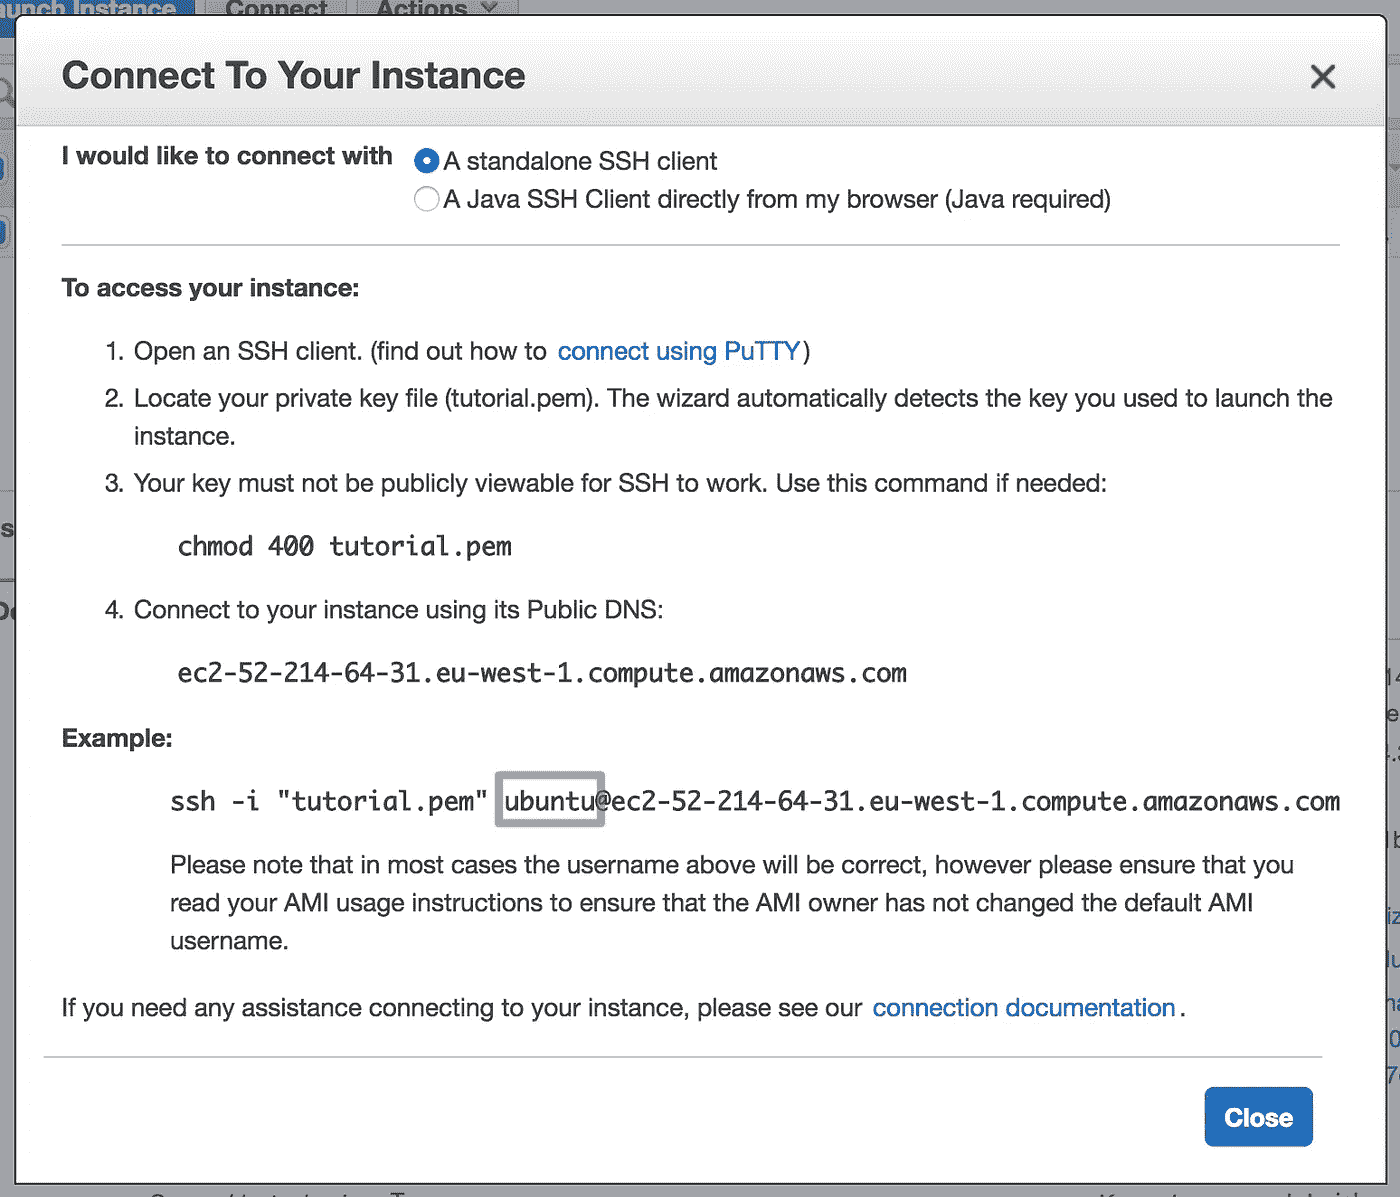 Launch Instance Connect Actions
Connect To Your Instance
I would like to connect with
A standalone SSH client
A Java SSH Client directly from my browser (Java required)
To access your instance:
1. Open an SSH client. (find out how to connect using PuTTY)
2. Locate your private key file (tutorial.pem). The wizard automatically detects the key you used to launch the
instance.
3. Your key must not be publicly viewable for SSH to work. Use this command if needed:
chmod 400 tutorial.pem
4. Connect to your instance using its Public DNS:
ec2-52-214-64-31.eu-west-1.compute.amazonaws.com
Example:
ssh -i "tutorial.pem" ubuntu@ec2-52-214-64-31.eu-west-1.compute.amazonaws.com
Please note that in most cases the username above will be correct, however please ensure that you
read your AMI usage instructions to ensure that the AMI owner has not changed the default AMI
username.
If you need any assistance connecting to your instance, please see our connection documentation.
Close